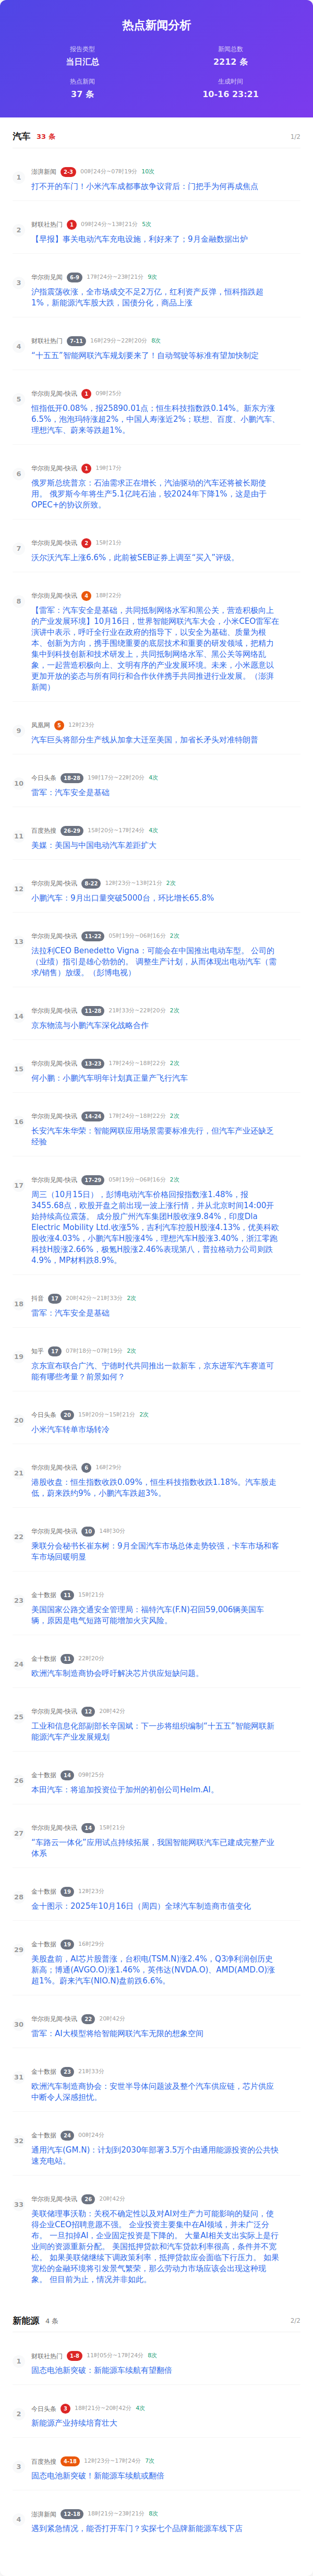 热点新闻分析
报告类型
新闻总数
当日汇总
2212 条
热点新闻
生成时间
37 条
10-16 23:21
汽车 33 条
1/2
1
澎湃新闻 2-3 00时24分~07时19分 10次
打不开的车门！小米汽车成都事故争议背后：门把手为何再成焦点
2
财联社热门 1 09时24分~13时21分 5次
【早报】事关电动汽车充电设施，利好来了；9月金融数据出炉
3
华尔街见闻 6-9 17时24分~23时21分 9次
沪指震荡收涨，全市场成交不足2万亿，红利资产反弹，恒科指跌超
1%，新能源汽车股大跌，国债分化，商品上涨
4
财联社热门 7-11 16时29分~22时20分 8次
“十五五”智能网联汽车规划要来了！自动驾驶等标准有望加快制定
5
华尔街见闻-快讯 1 09时25分
恒指低开0.08%，报25890.01点；恒生科技指数跌0.14%。新东方涨
6.5%，泡泡玛特涨超2%，中国人寿涨近2%；联想、百度、小鹏汽车、
理想汽车、蔚来等跌超1%。
6
华尔街见闻-快讯 1 19时17分
俄罗斯总统普京：石油需求正在增长，汽油驱动的汽车还将被长期使
用。 俄罗斯今年将生产5.1亿吨石油，较2024年下降1%，这是由于
OPEC+的协议所致。
7
华尔街见闻-快讯 2 15时21分
沃尔沃汽车上涨6.6%，此前被SEB证券上调至“买入”评级。
8
华尔街见闻-快讯 4 18时22分
【雷军：汽车安全是基础，共同抵制网络水军和黑公关，营造积极向上
的产业发展环境】10月16日，世界智能网联汽车大会，小米CEO雷军在
演讲中表示，呼吁全行业在政府的指导下，以安全为基础、质量为根
本、创新为方向，携手围绕重要的底层技术和重要的研发领域，把精力
集中到科技创新和技术研发上，共同抵制网络水军、黑公关等网络乱
象，一起营造积极向上、文明有序的产业发展环境。未来，小米愿意以
更加开放的姿态与所有同行和合作伙伴携手共同推进行业发展。（澎湃
新闻）
9
凤凰网 5 12时23分
汽车巨头将部分生产线从加拿大迁至美国，加省长矛头对准特朗普
10
今日头条 18-28 19时17分~22时20分 4次
雷军：汽车安全是基础
11
百度热搜 26-29 15时20分~17时24分 4次
美媒：美国与中国电动汽车差距扩大
12
华尔街见闻-快讯 8-22 12时23分~13时21分 2次
小鹏汽车：9月出口量突破5000台，环比增长65.8%
13
华尔街见闻-快讯 11-22 05时19分~06时16分 2次
法拉利CEO Benedetto Vigna：可能会在中国推出电动车型。 公司的
（业绩）指引是雄心勃勃的。 调整生产计划，从而体现出电动汽车（需
求/销售）放缓。（彭博电视）
14
华尔街见闻-快讯 11-28 21时33分~22时20分 2次
京东物流与小鹏汽车深化战略合作
15
华尔街见闻-快讯 13-23 17时24分~18时22分 2次
何小鹏：小鹏汽车明年计划真正量产飞行汽车
16
华尔街见闻-快讯 14-24 17时24分~18时22分 2次
长安汽车朱华荣：智能网联应用场景需要标准先行，但汽车产业还缺乏
经验
17
华尔街见闻-快讯 17-29 05时19分~06时16分 2次
周三（10月15日），彭博电动汽车价格回报指数涨1.48%，报
3455.68点，欧股开盘之前出现一波上涨行情，并从北京时间14:00开
始持续高位震荡。 成分股广州汽车集团H股收涨9.84%，印度Dla
Electric Mobility Ltd.收涨5%，吉利汽车控股H股涨4.13%，优美科欧
股收涨4.03%，小鹏汽车H股涨4%，理想汽车H股涨3.40%，浙江零跑
科技H股涨2.66%，极氪H股涨2.46%表现第八，普拉格动力公司则跌
4.9%，MP材料跌8.9%。
18
抖音 17 20时42分~21时33分 2次
雷军：汽车安全是基础
19
知乎 17 07时18分~07时19分 2次
京东宣布联合广汽、宁德时代共同推出一款新车，京东进军汽车赛道可
能有哪些考量？前景如何？
20
今日头条 20 15时20分~15时21分 2次
小米汽车转单市场转冷
21
华尔街见闻-快讯 6 16时29分
港股收盘：恒生指数收跌0.09%，恒生科技指数收跌1.18%。汽车股走
低，蔚来跌约9%，小鹏汽车跌超3%。
22
华尔街见闻-快讯 10 14时30分
乘联分会秘书长崔东树：9月全国汽车市场总体走势较强，卡车市场和客
车市场回暖明显
23
金十数据 11 15时21分
美国国家公路交通安全管理局：福特汽车(F.N)召回59,006辆美国车
辆，原因是电气短路可能增加火灾风险。
24
金十数据 11 22时20分
欧洲汽车制造商协会呼吁解决芯片供应短缺问题。
25
华尔街见闻-快讯 12 20时42分
工业和信息化部副部长辛国斌：下一步将组织编制“十五五”智能网联新
能源汽车产业发展规划
26
金十数据 14 09时25分
本田汽车：将追加投资位于加州的初创公司Helm.AI。
27
华尔街见闻-快讯 14 15时21分
“车路云一体化”应用试点持续拓展，我国智能网联汽车已建成完整产业
体系
28
金十数据 19 12时23分
金十图示：2025年10月16日（周四）全球汽车制造商市值变化
29
金十数据 19 16时29分
美股盘前，AI芯片股普涨，台积电(TSM.N)涨2.4%，Q3净利润创历史
新高；博通(AVGO.O)涨1.46%，英伟达(NVDA.O)、AMD(AMD.O)涨
超1%。蔚来汽车(NIO.N)盘前跌6.6%。
30
华尔街见闻-快讯 22 20时42分
雷军：AI大模型将给智能网联汽车无限的想象空间
31
金十数据 23 21时33分
欧洲汽车制造商协会：安世半导体问题波及整个汽车供应链，芯片供应
中断令人深感担忧。
32
金十数据 24 00时24分
通用汽车(GM.N)：计划到2030年部署3.5万个由通用能源投资的公共快
速充电站。
33
华尔街见闻-快讯 26 20时42分
美联储理事沃勒：关税不确定性以及对AI对生产力可能影响的疑问，使
得企业CEO招聘意愿不强。 企业投资主要集中在AI领域，并未广泛分
布。 一旦扣掉AI，企业固定投资是下降的。 大量AI相关支出实际上是行
业间的资源重新分配。 美国抵押贷款和汽车贷款利率很高，条件并不宽
松。 如果美联储继续下调政策利率，抵押贷款应会面临下行压力。 如果
宽松的金融环境将引发景气繁荣，那么劳动力市场应该会出现这种现
象。 但目前为止，情况并非如此。
新能源 4 条
2/2
1
财联社热门 1-8 11时05分~17时24分 8次
固态电池新突破：新能源车续航有望翻倍
2
今日头条 3 18时21分~20时42分 4次
新能源产业持续培育壮大
3
百度热搜 4-18 12时23分~17时24分 7次
固态电池新突破！新能源车续航或翻倍
4
澎湃新闻 12-18 18时21分~23时21分 8次
遇到紧急情况，能否打开车门？实探七个品牌新能源车线下店